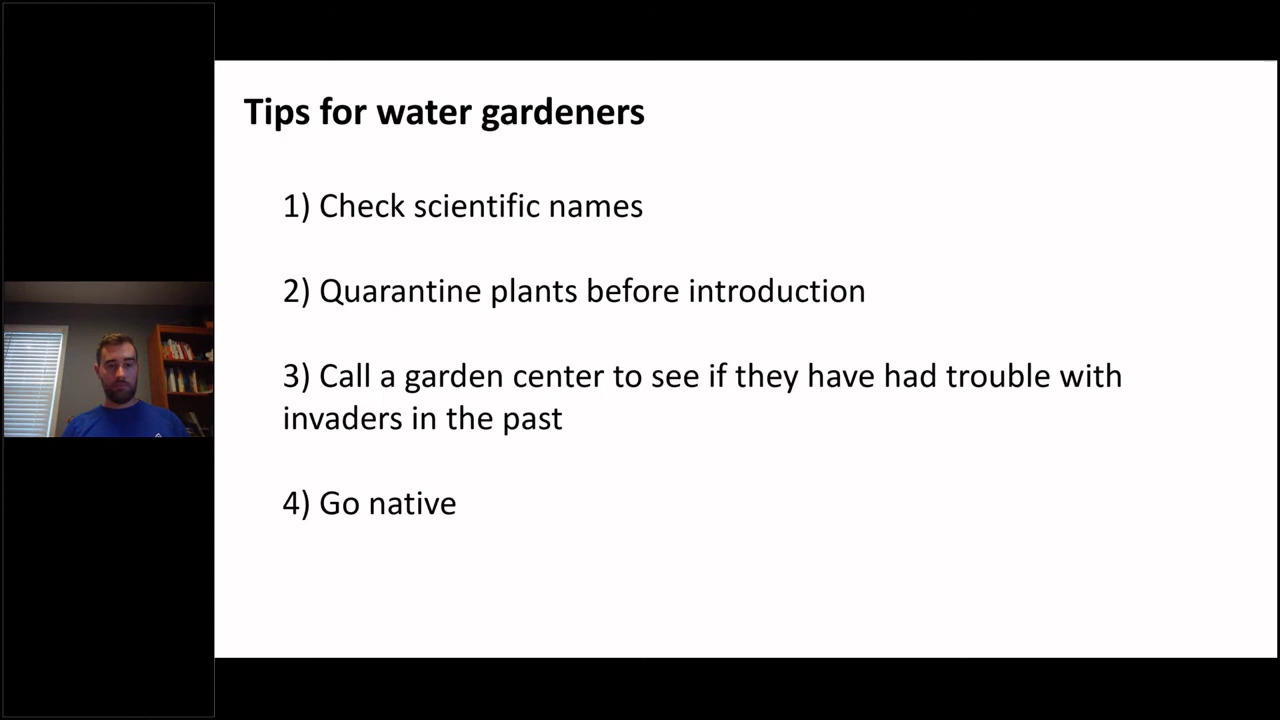 Tips for water gardeners
1) Check scientific names
2) Quarantine plants before introduction
3) Call a garden center to see if they have had trouble with
invaders in the past
4) Go native